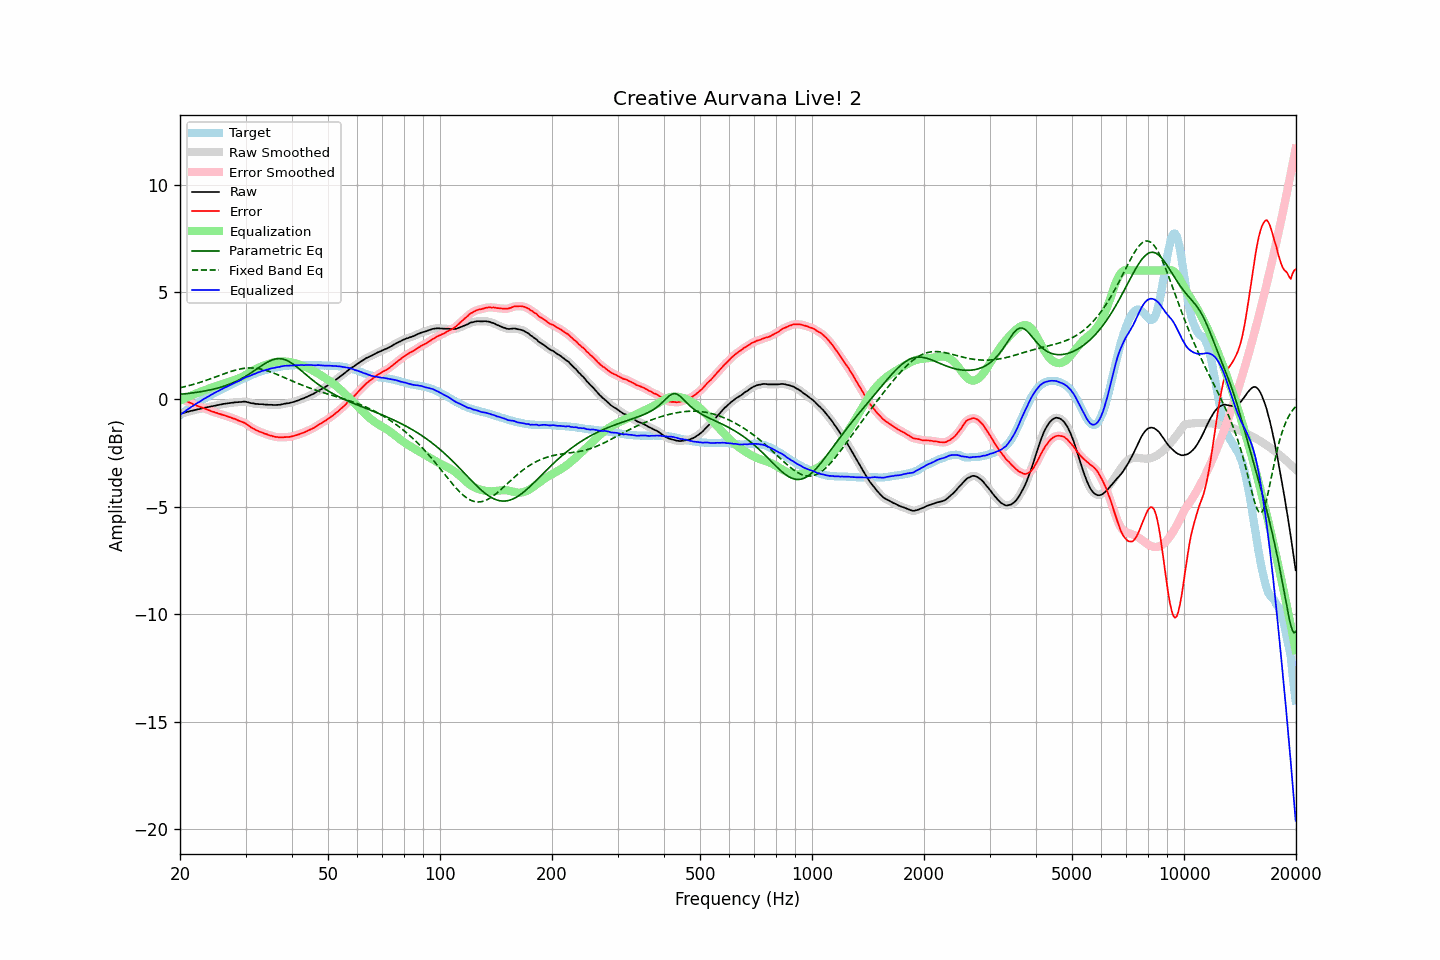 Creative Aurvana Live! 2
Target
Raw Smoothed
Error Smoothed
Raw
Error
Equalization
Parametric Eq
Fixed Band Eq
Equalized
10
5
0
−5
−10
−15
−20
Amplitude (dBr)
20 50 100 200 500 1000 2000 5000 10000 20000
Frequency (Hz)